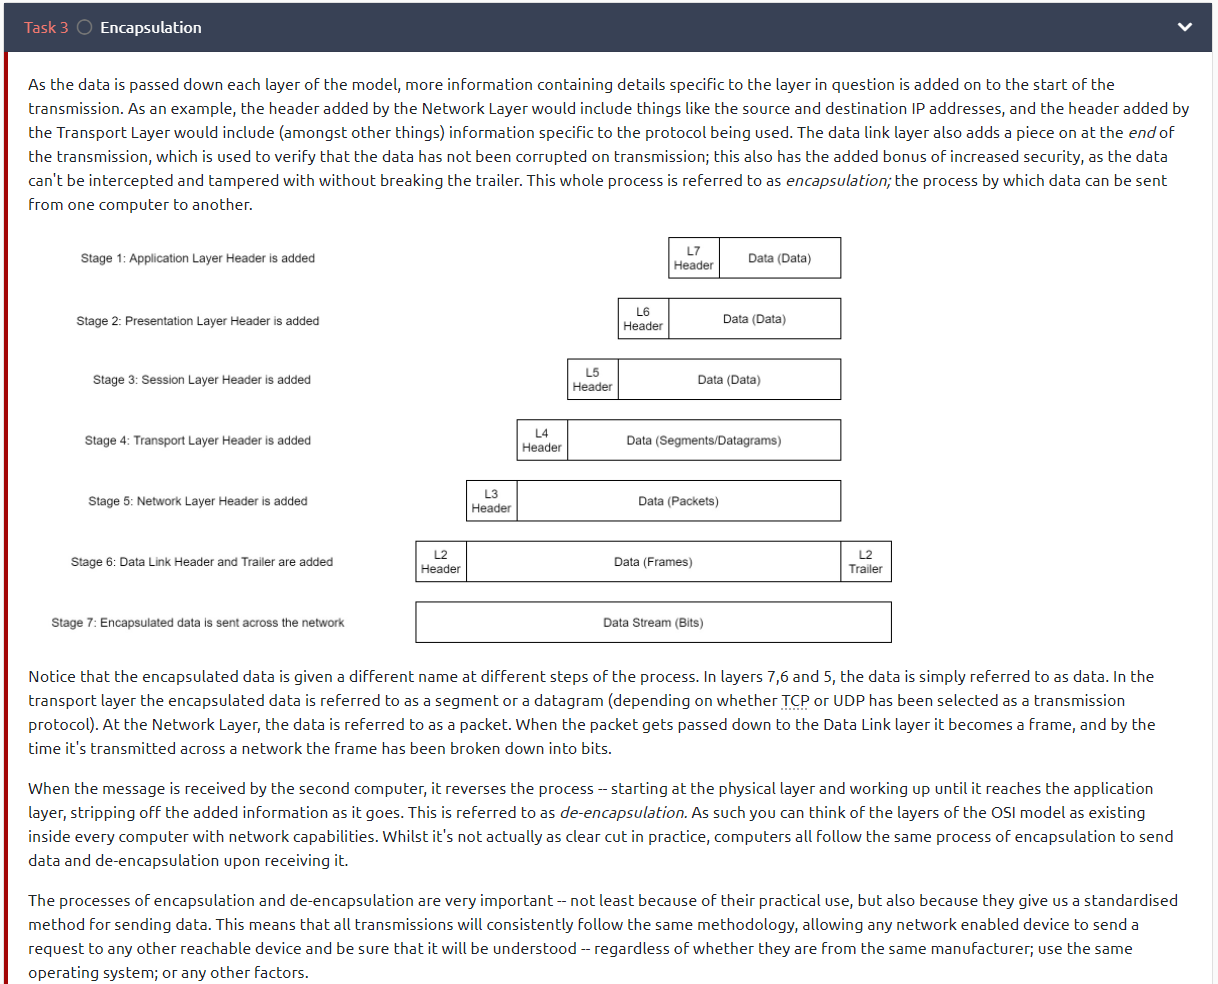 Task 3 Encapsulation
As the data is passed down each layer of the model, more information containing details specific to the layer in question is added on to the start of the
transmission. As an example, the header added by the Network Layer would include things like the source and destination IP addresses, and the header added by
the Transport Layer would include (amongst other things) information specific to the protocol being used. The data link layer also adds a piece on at the end of
the transmission, which is used to verify that the data has not been corrupted on transmission; this also has the added bonus of increased security, as the data
can't be intercepted and tampered with without breaking the trailer. This whole process is referred to as encapsulation; the process by which data can be sent
from one computer to another.
Stage 1: Application Layer Header is added
L7
Header
Data (Data)
Stage 2: Presentation Layer Header is added
L6
Header
Data (Data)
Stage 3: Session Layer Header is added
L5
Header
Data (Data)
Stage 4: Transport Layer Header is added
L4
Header
Data (Segments/Datagrams)
Stage 5: Network Layer Header is added
L3
Header
Data (Packets)
Stage 6: Data Link Header and Trailer are added
L2
Header
Data (Frames)
L2
Trailer
Stage 7: Encapsulated data is sent across the network
Data Stream (Bits)
Notice that the encapsulated data is given a different name at different steps of the process. In layers 7,6 and 5, the data is simply referred to as data. In the
transport layer the encapsulated data is referred to as a segment or a datagram (depending on whether TCP or UDP has been selected as a transmission
protocol). At the Network Layer, the data is referred to as a packet. When the packet gets passed down to the Data Link layer it becomes a frame, and by the
time it's transmitted across a network the frame has been broken down into bits.
When the message is received by the second computer, it reverses the process -- starting at the physical layer and working up until it reaches the application
layer, stripping off the added information as it goes. This is referred to as de-encapsulation. As such you can think of the layers of the OSI model as existing
inside every computer with network capabilities. Whilst it's not actually as clear cut in practice, computers all follow the same process of encapsulation to send
data and de-encapsulation upon receiving it.
The processes of encapsulation and de-encapsulation are very important -- not least because of their practical use, but also because they give us a standardised
method for sending data. This means that all transmissions will consistently follow the same methodology, allowing any network enabled device to send a
request to any other reachable device and be sure that it will be understood -- regardless of whether they are from the same manufacturer; use the same
operating system; or any other factors.